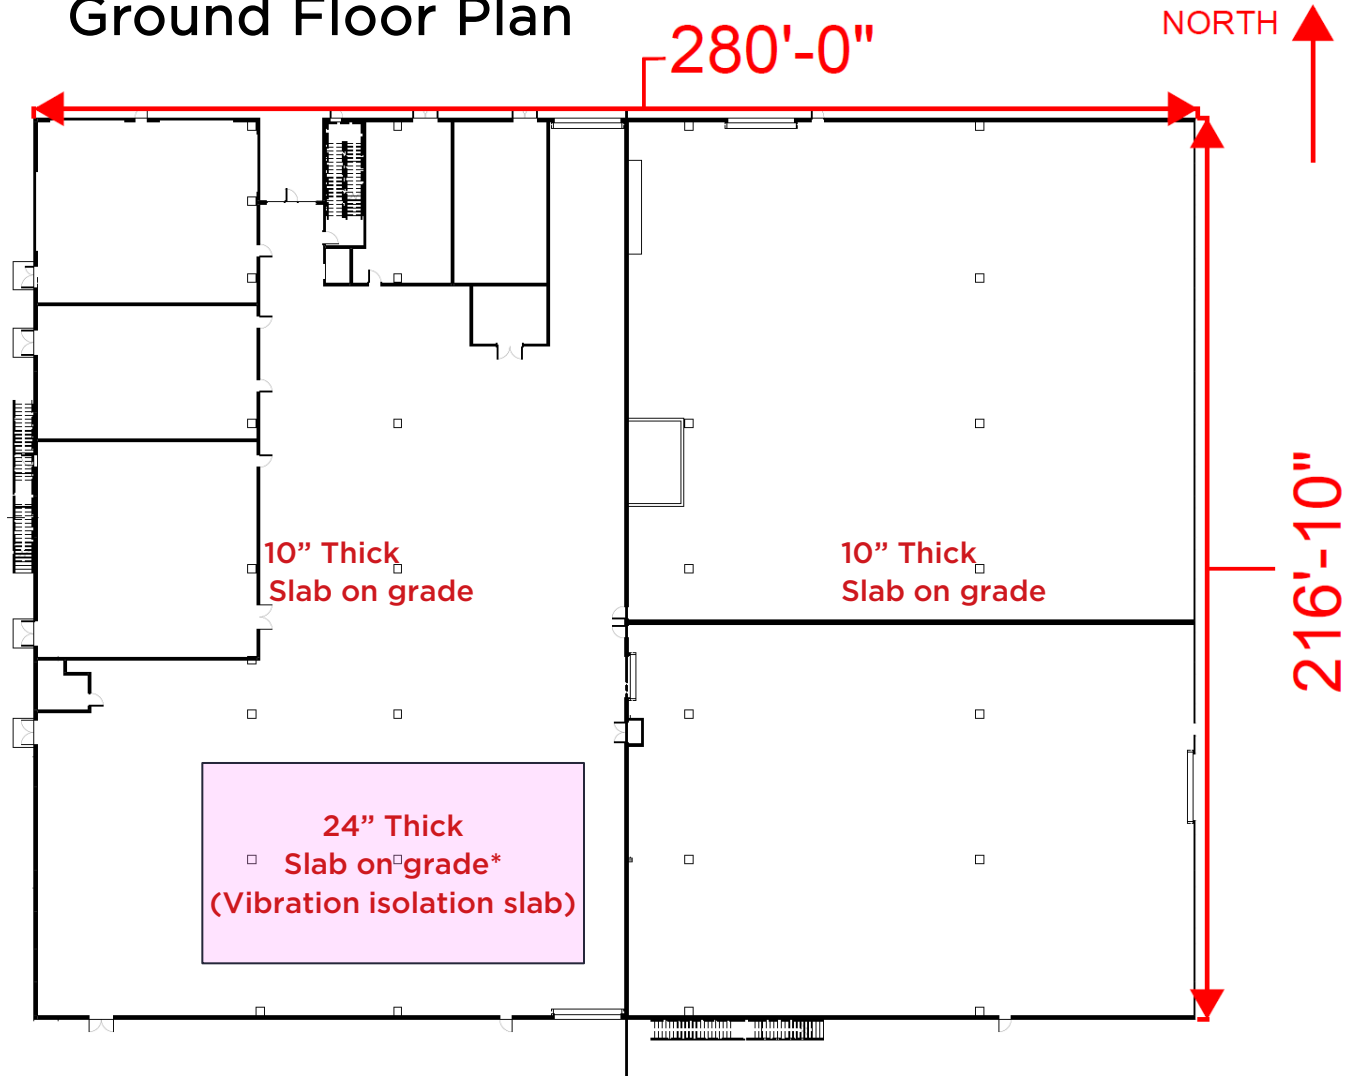 Ground Floor Plan
NORTH
280'-0"
216'-10"
10” Thick
Slab on grade
10” Thick
Slab on grade
24” Thick
Slab on grade*
(Vibration isolation slab)